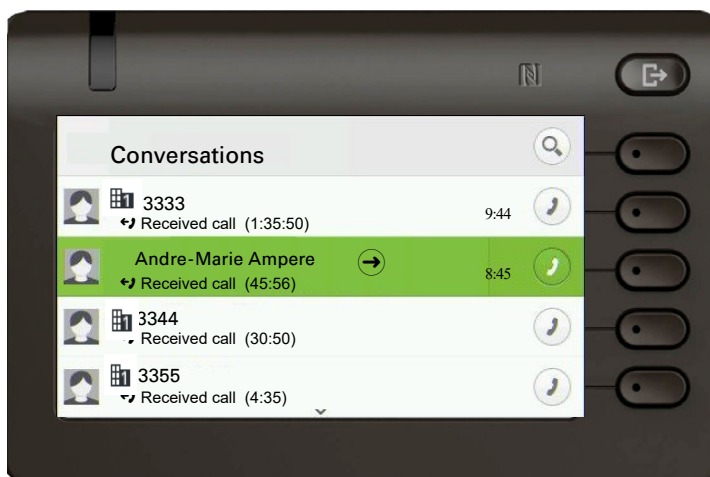 Conversations
3333
Received call (1:35:50)
9:44
Andre-Marie Ampere
Received call (45:56)
8:45
3344
Received call (30:50)
3355
Received call (4:35)